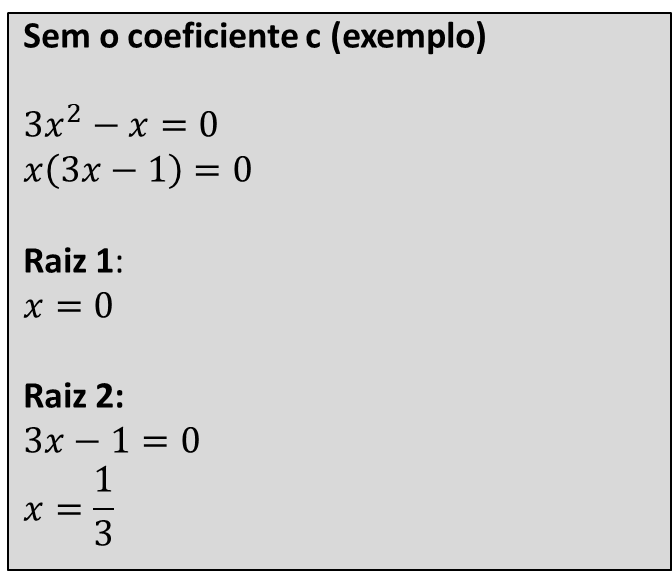 Sem o coeficiente c (exemplo)
3x² − x = 0
x(3x − 1) = 0
Raiz 1:
x = 0
Raiz 2:
3x − 1 = 0
x = 1/3